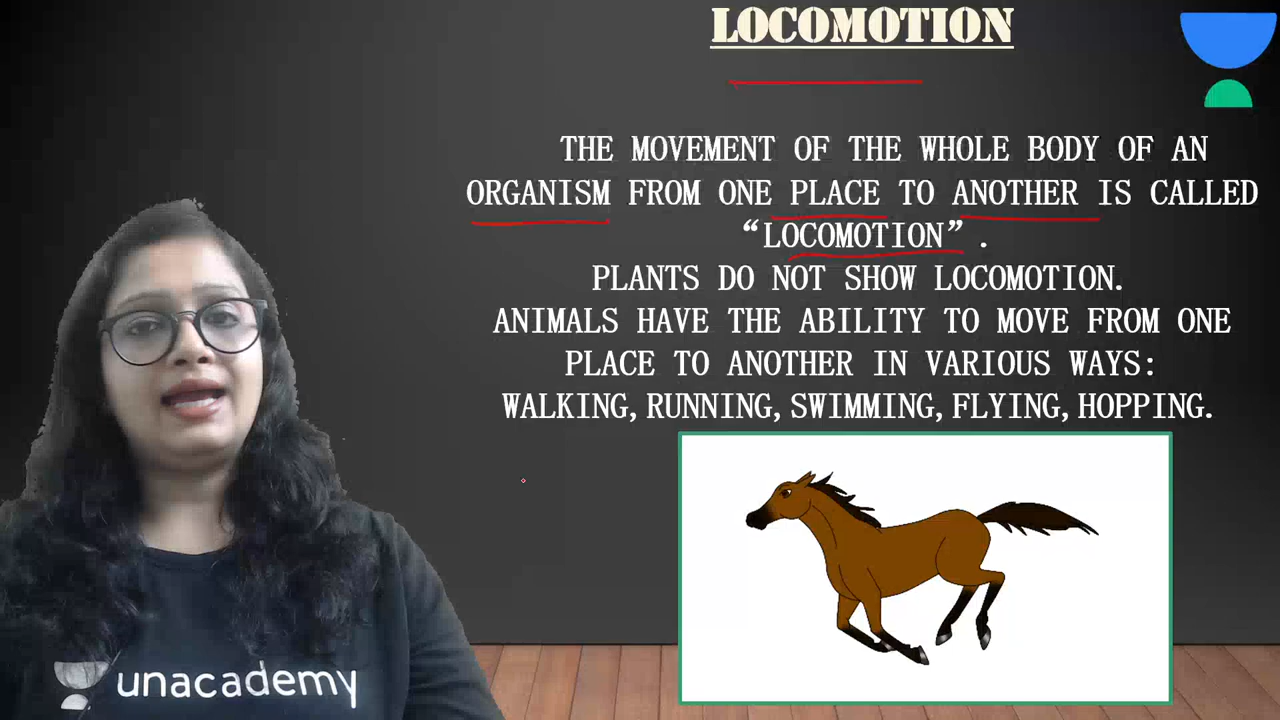 LOCOMOTION
THE MOVEMENT OF THE WHOLE BODY OF AN
ORGANISM FROM ONE PLACE TO ANOTHER IS CALLED
“LOCOMOTION”.
PLANTS DO NOT SHOW LOCOMOTION.
ANIMALS HAVE THE ABILITY TO MOVE FROM ONE
PLACE TO ANOTHER IN VARIOUS WAYS:
WALKING,RUNNING,SWIMMING,FLYING,HOPPING.
unacademy